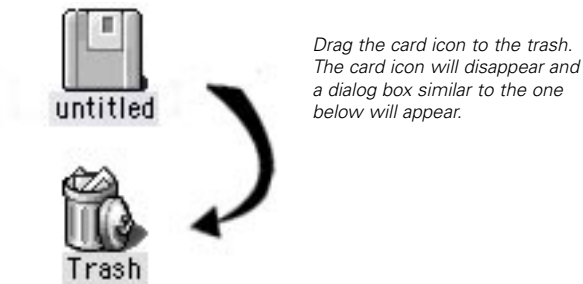 untitled
Drag the card icon to the trash.
The card icon will disappear and
a dialog box similar to the one
below will appear.
Trash